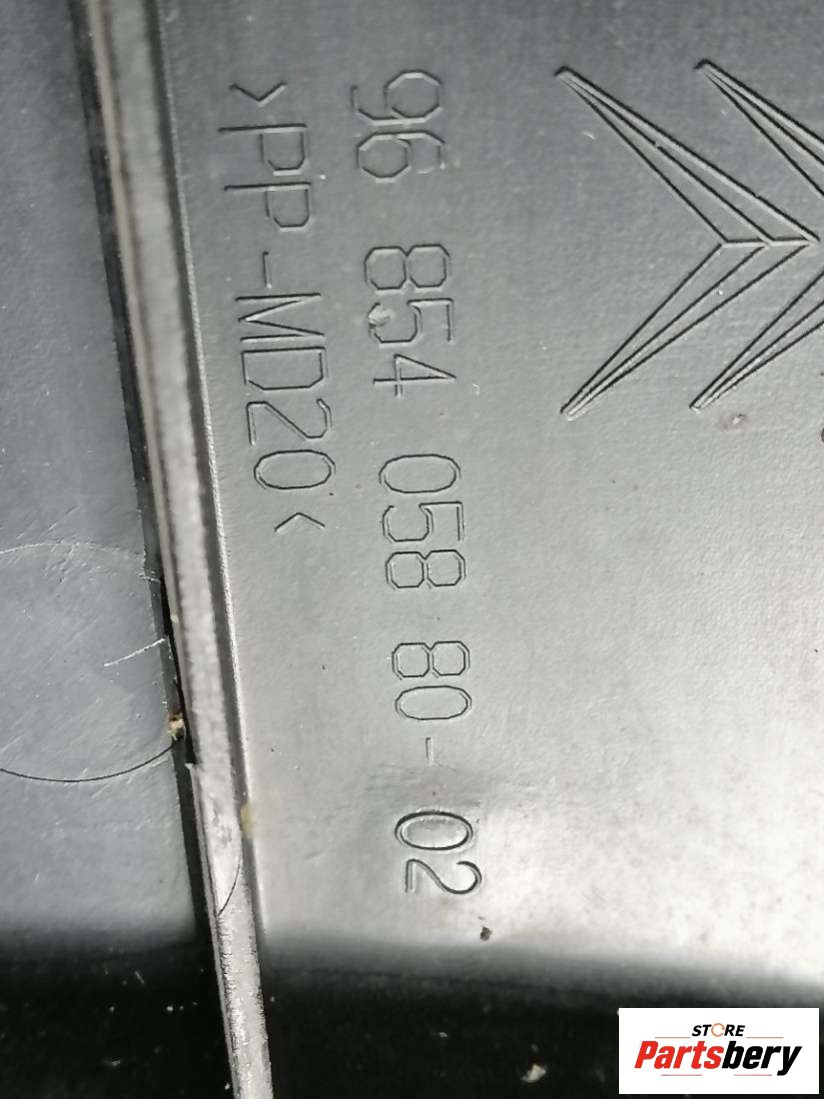 96 854 058 80- 02
>PP-MD20<
STORE
Partsbery